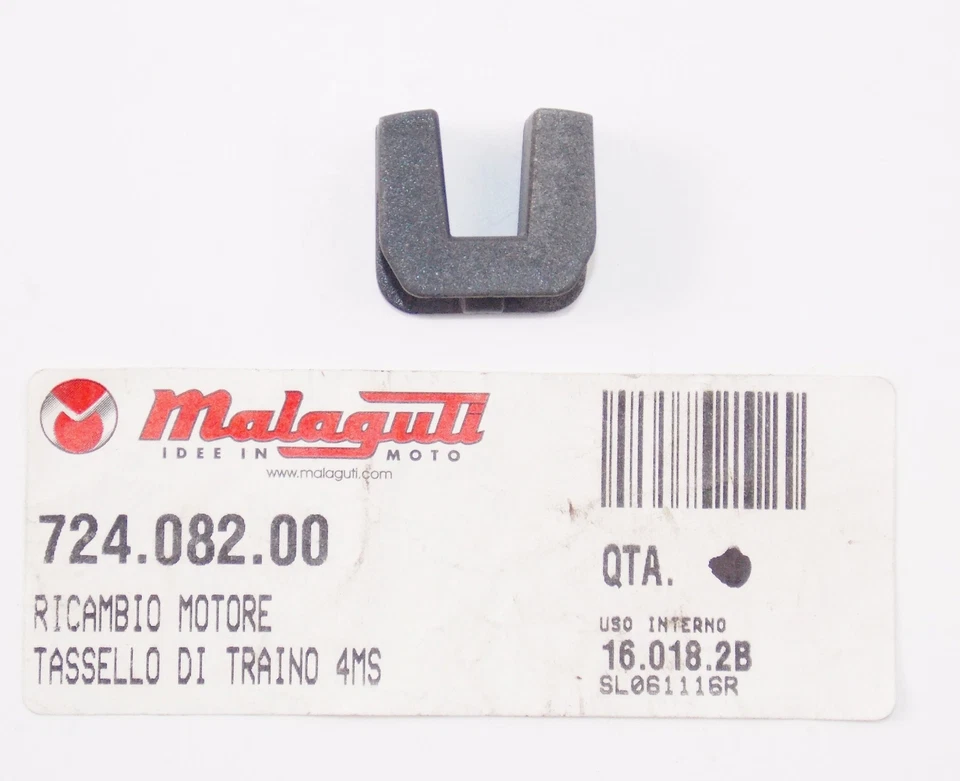 Malaguti
IDEE IN MOTO
www.malaguti.com
724.082.00
RICAMBIO MOTORE
TASSELLO DI TRAINO 4MS
QTA.
USO INTERNO
16.018.2B
SL061116R